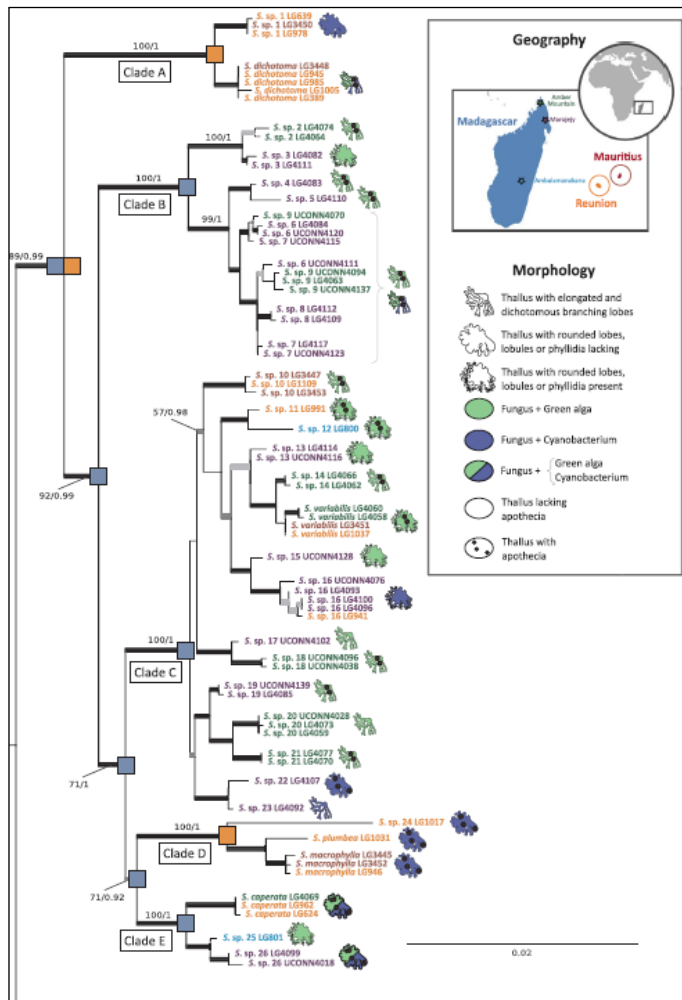 S. sp. 1 LG639
S. sp. 1 LG3450
S. sp. 1 LG978
100/1
Clade A
S. dichotoma LG3448
S. dichotoma LG945
S. dichotoma LG985
S. dichotoma LG1005
S. dichotoma LG389
S. sp. 2 LG4074
S. sp. 2 LG4064
100/1
S. sp. 3 LG4082
S. sp. 3 LG4111
100/1
Clade B
S. sp. 4 LG4083
S. sp. 5 LG4110
99/1
S. sp. 9 UCONN4070
S. sp. 6 LG4084
S. sp. 6 UCONN4120
S. sp. 7 UCONN4115
89/0.99
S. sp. 6 UCONN4111
S. sp. 9 UCONN4094
S. sp. 9 LG4063
S. sp. 9 UCONN4137
S. sp. 8 LG4112
S. sp. 8 LG4109
S. sp. 7 LG4117
S. sp. 7 UCONN4123
S. sp. 10 LG3447
S. sp. 10 LG1109
S. sp. 10 LG3453
57/0.98
S. sp. 11 LG991
S. sp. 12 LG800
S. sp. 13 LG4114
S. sp. 13 UCONN4116
92/0.99
S. sp. 14 LG4066
S. sp. 14 LG4062
S. variabilis LG4060
S. variabilis LG4058
S. variabilis LG3451
S. variabilis LG1037
S. sp. 15 UCONN4128
S. sp. 16 UCONN4076
S. sp. 16 LG4093
S. sp. 16 LG4100
S. sp. 16 LG4096
S. sp. 16 LG941
100/1
Clade C
S. sp. 17 UCONN4102
S. sp. 18 UCONN4096
S. sp. 18 UCONN4038
S. sp. 19 UCONN4139
S. sp. 19 LG4085
S. sp. 20 UCONN4028
S. sp. 20 LG4073
S. sp. 20 LG4059
S. sp. 21 LG4077
S. sp. 21 LG4070
71/1
S. sp. 22 LG4107
S. sp. 23 LG4092
100/1
Clade D
S. sp. 24 LG1017
S. plumbea LG1031
S. macrophylla LG3445
S. macrophylla LG3452
S. macrophylla LG946
71/0.92
100/1
Clade E
S. caperata LG4069
S. caperata LG962
S. caperata LG624
S. sp. 25 LG801
S. sp. 26 LG4099
S. sp. 26 UCONN4018
0.02
Geography
Amber
Mountain
Marojejy
Madagascar
Ambatomandona
Mauritius
Reunion
Morphology
Thallus with elongated and
dichotomous branching lobes
Thallus with rounded lobes,
lobules or phyllidia lacking
Thallus with rounded lobes,
lobules or phyllidia present
Fungus + Green alga
Fungus + Cyanobacterium
Fungus + Green alga
Cyanobacterium
Thallus lacking
apothecia
Thallus with
apothecia